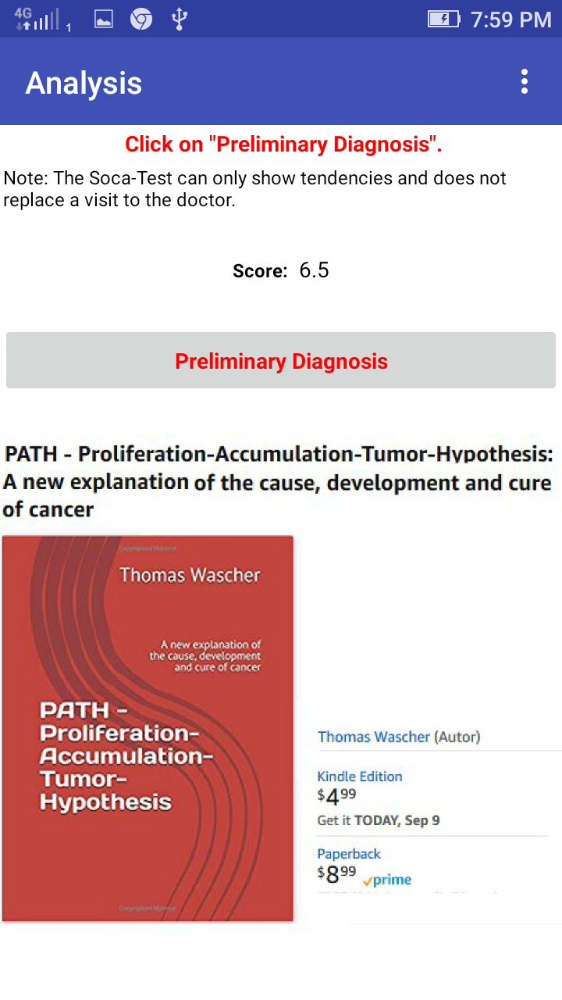 4G 1 7:59 PM
Analysis
Click on "Preliminary Diagnosis".
Note: The Soca-Test can only show tendencies and does not
replace a visit to the doctor.
Score: 6.5
Preliminary Diagnosis
PATH - Proliferation-Accumulation-Tumor-Hypothesis:
A new explanation of the cause, development and cure
of cancer
Copyrighted Material
Thomas Wascher
A new explanation of
the cause, development
and cure of cancer
PATH -
Proliferation-
Accumulation-
Tumor-
Hypothesis
Copyrighted Material
Thomas Wascher (Autor)
Kindle Edition
$4 99
Get it TODAY, Sep 9
Paperback
$8 99 prime